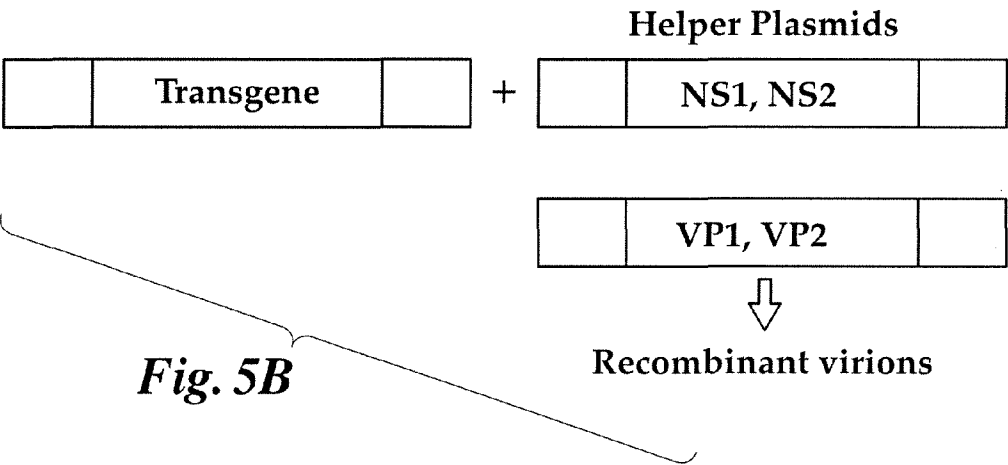 Helper Plasmids
Transgene + NS1, NS2
VP1, VP2
Recombinant virions
Fig. 5B